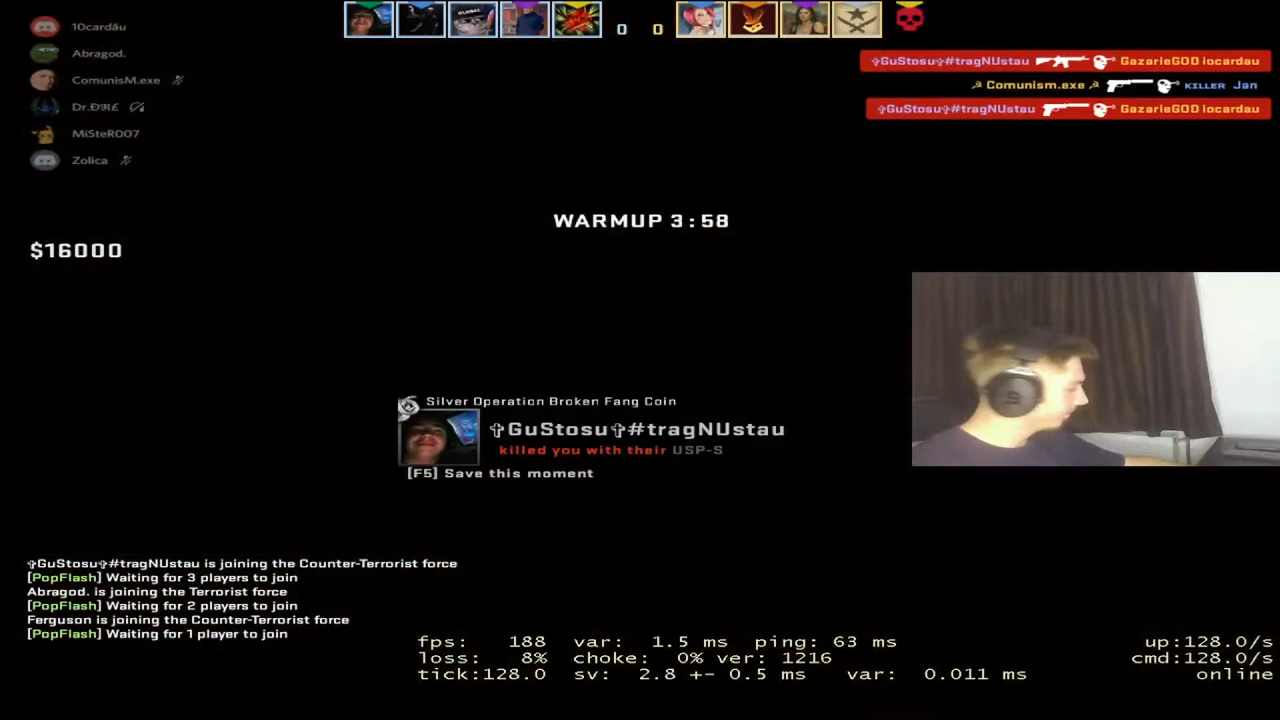 10cardău
Abragod.
ComunisM.exe
Dr.ÐƦ£
MiSteR007
Zolica
0 0
✞GuStosu✞#tragNUstau GazarieGOD iocardau
☭ Comunism.exe ☭ KILLER Jan
✞GuStosu✞#tragNUstau GazarieGOD iocardau
WARMUP 3:58
$16000
Silver Operation Broken Fang Coin
✞GuStosu✞#tragNUstau
killed you with their USP-S
[F5] Save this moment
✞GuStosu✞#tragNUstau is joining the Counter-Terrorist force
[PopFlash] Waiting for 3 players to join
Abragod. is joining the Terrorist force
[PopFlash] Waiting for 2 players to join
Ferguson is joining the Counter-Terrorist force
[PopFlash] Waiting for 1 player to join
fps: 188 var: 1.5 ms ping: 63 ms up:128.0/s
loss: 8% choke: 0% ver: 1216 cmd:128.0/s
tick:128.0 sv: 2.8 +- 0.5 ms var: 0.011 ms online